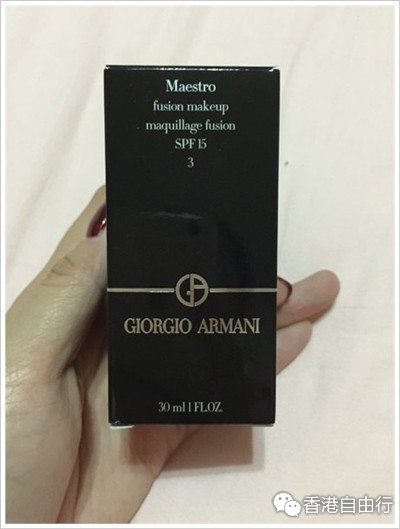 Maestro
fusion makeup
maquillage fusion
SPF 15
3
GIORGIO ARMANI
30 ml 1 FL.OZ.
香港自由行